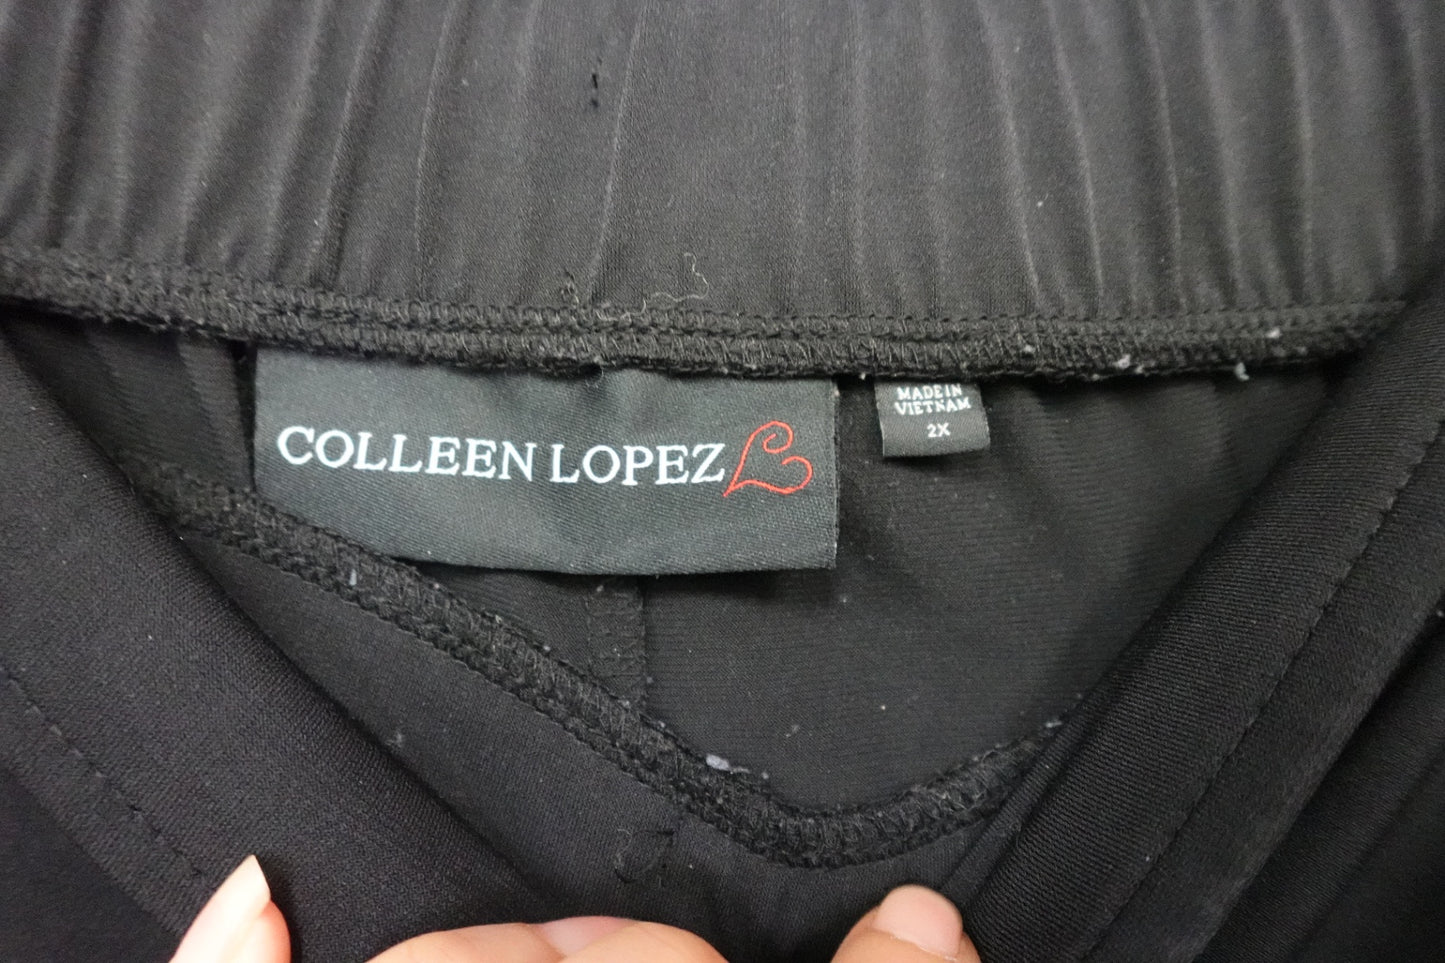 COLLEEN LOPEZ
MADE IN
VIETNAM
2X